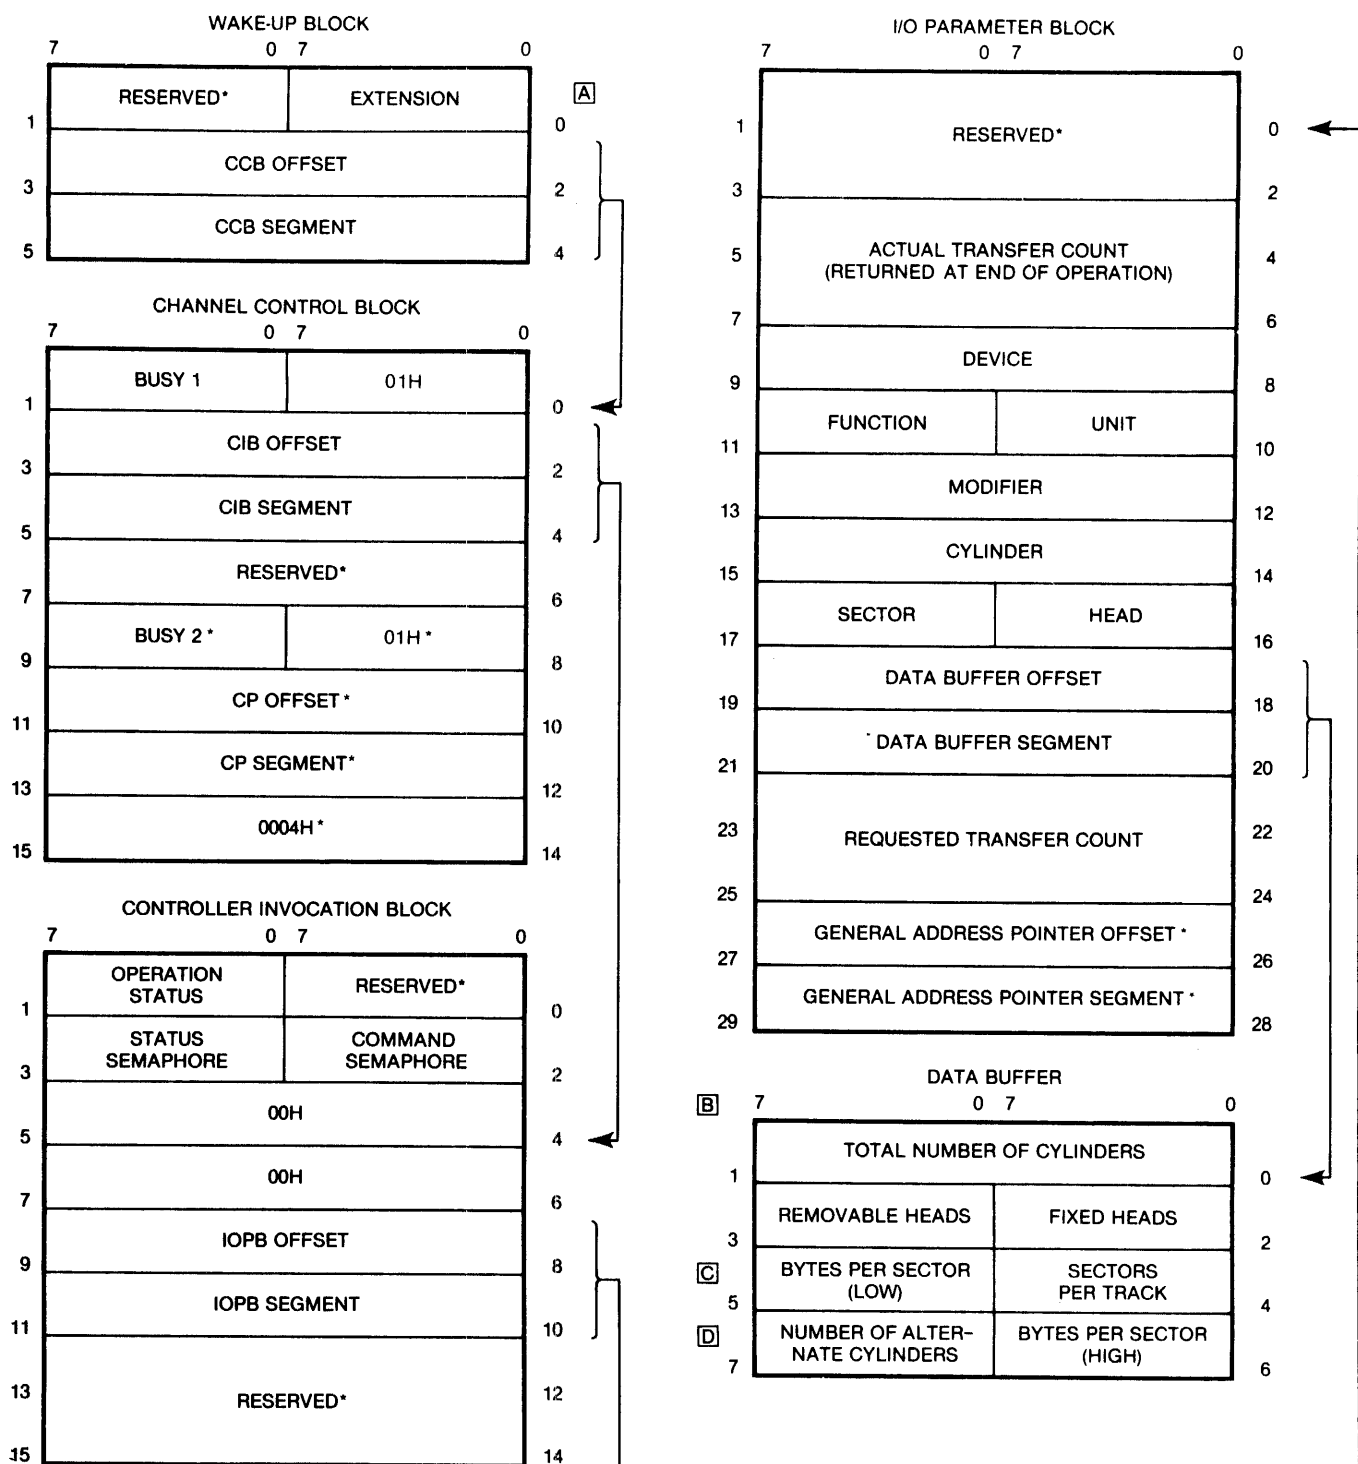 WAKE-UP BLOCK
7 0 7 0
RESERVED* EXTENSION
A
1 0
CCB OFFSET
3 2
CCB SEGMENT
5 4
CHANNEL CONTROL BLOCK
7 0 7 0
BUSY 1 01H
1 0
CIB OFFSET
3 2
CIB SEGMENT
5 4
RESERVED*
7 6
BUSY 2 * 01H *
9 8
CP OFFSET *
11 10
CP SEGMENT*
13 12
0004H *
15 14
CONTROLLER INVOCATION BLOCK
7 0 7 0
OPERATION
STATUS
RESERVED*
1 0
STATUS
SEMAPHORE
COMMAND
SEMAPHORE
3 2
00H
5 4
00H
7 6
IOPB OFFSET
9 8
IOPB SEGMENT
11 10
13 12
RESERVED*
15 14
I/O PARAMETER BLOCK
7 0 7 0
1 0
RESERVED*
3 2
ACTUAL TRANSFER COUNT
(RETURNED AT END OF OPERATION)
5 4
7 6
DEVICE
9 8
FUNCTION UNIT
11 10
MODIFIER
13 12
CYLINDER
15 14
SECTOR HEAD
17 16
DATA BUFFER OFFSET
19 18
DATA BUFFER SEGMENT
21 20
REQUESTED TRANSFER COUNT
23 22
25 24
GENERAL ADDRESS POINTER OFFSET *
27 26
GENERAL ADDRESS POINTER SEGMENT *
29 28
DATA BUFFER
B 7 0 7 0
TOTAL NUMBER OF CYLINDERS
1 0
REMOVABLE HEADS FIXED HEADS
3 2
C
BYTES PER SECTOR
(LOW)
SECTORS
PER TRACK
5 4
D
NUMBER OF ALTER-
NATE CYLINDERS
BYTES PER SECTOR
(HIGH)
7 6